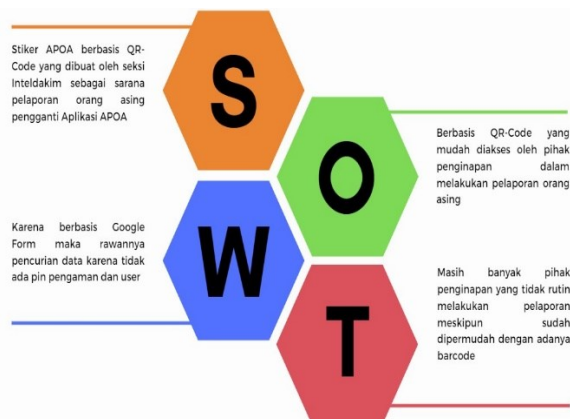 Stiker APOA berbasis QR-
Code yang dibuat oleh seksi
Inteldakim sebagai sarana
pelaporan orang asing
pengganti Aplikasi APOA
S
Berbasis QR-Code yang
mudah diakses oleh pihak
penginapan dalam
melakukan pelaporan orang
asing
O
Karena berbasis Google
Form maka rawannya
pencurian data karena tidak
ada pin pengaman dan user
W
Masih banyak pihak
penginapan yang tidak rutin
melakukan pelaporan
meskipun sudah
dipermudah dengan adanya
barcode
T